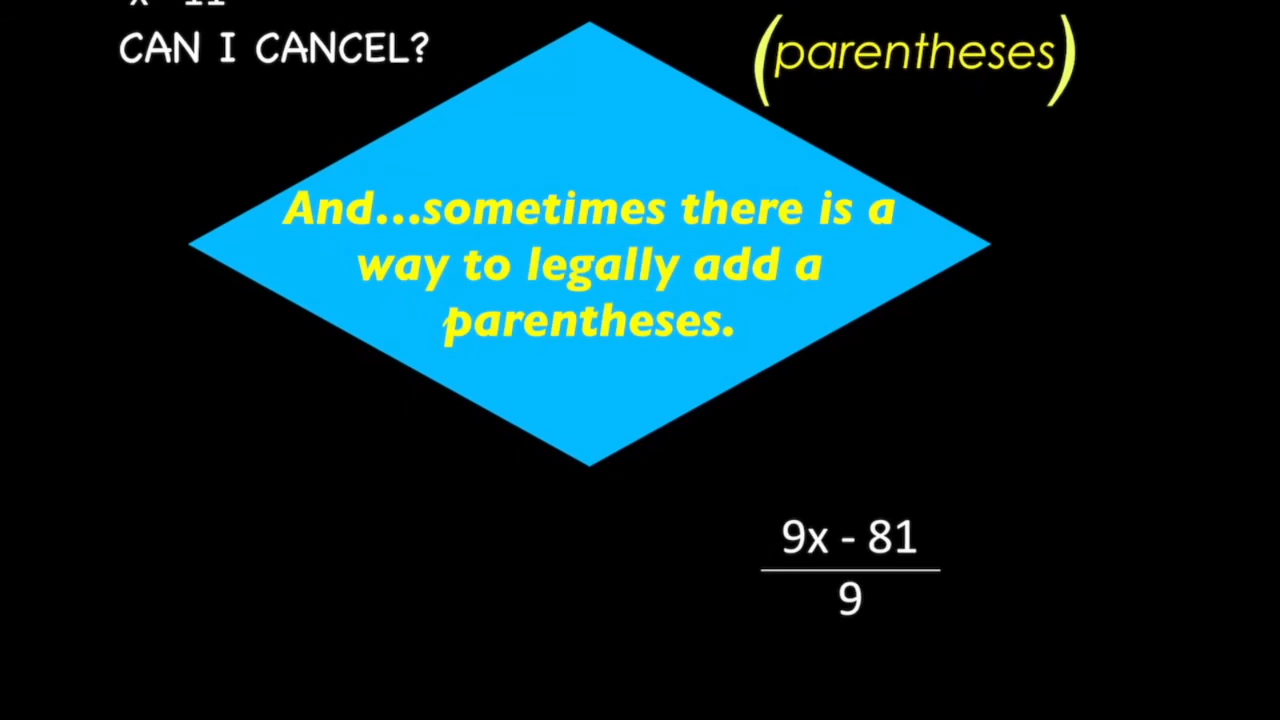 CAN I CANCEL?
(parentheses)
And...sometimes there is a
way to legally add a
parentheses.
9x - 81
9